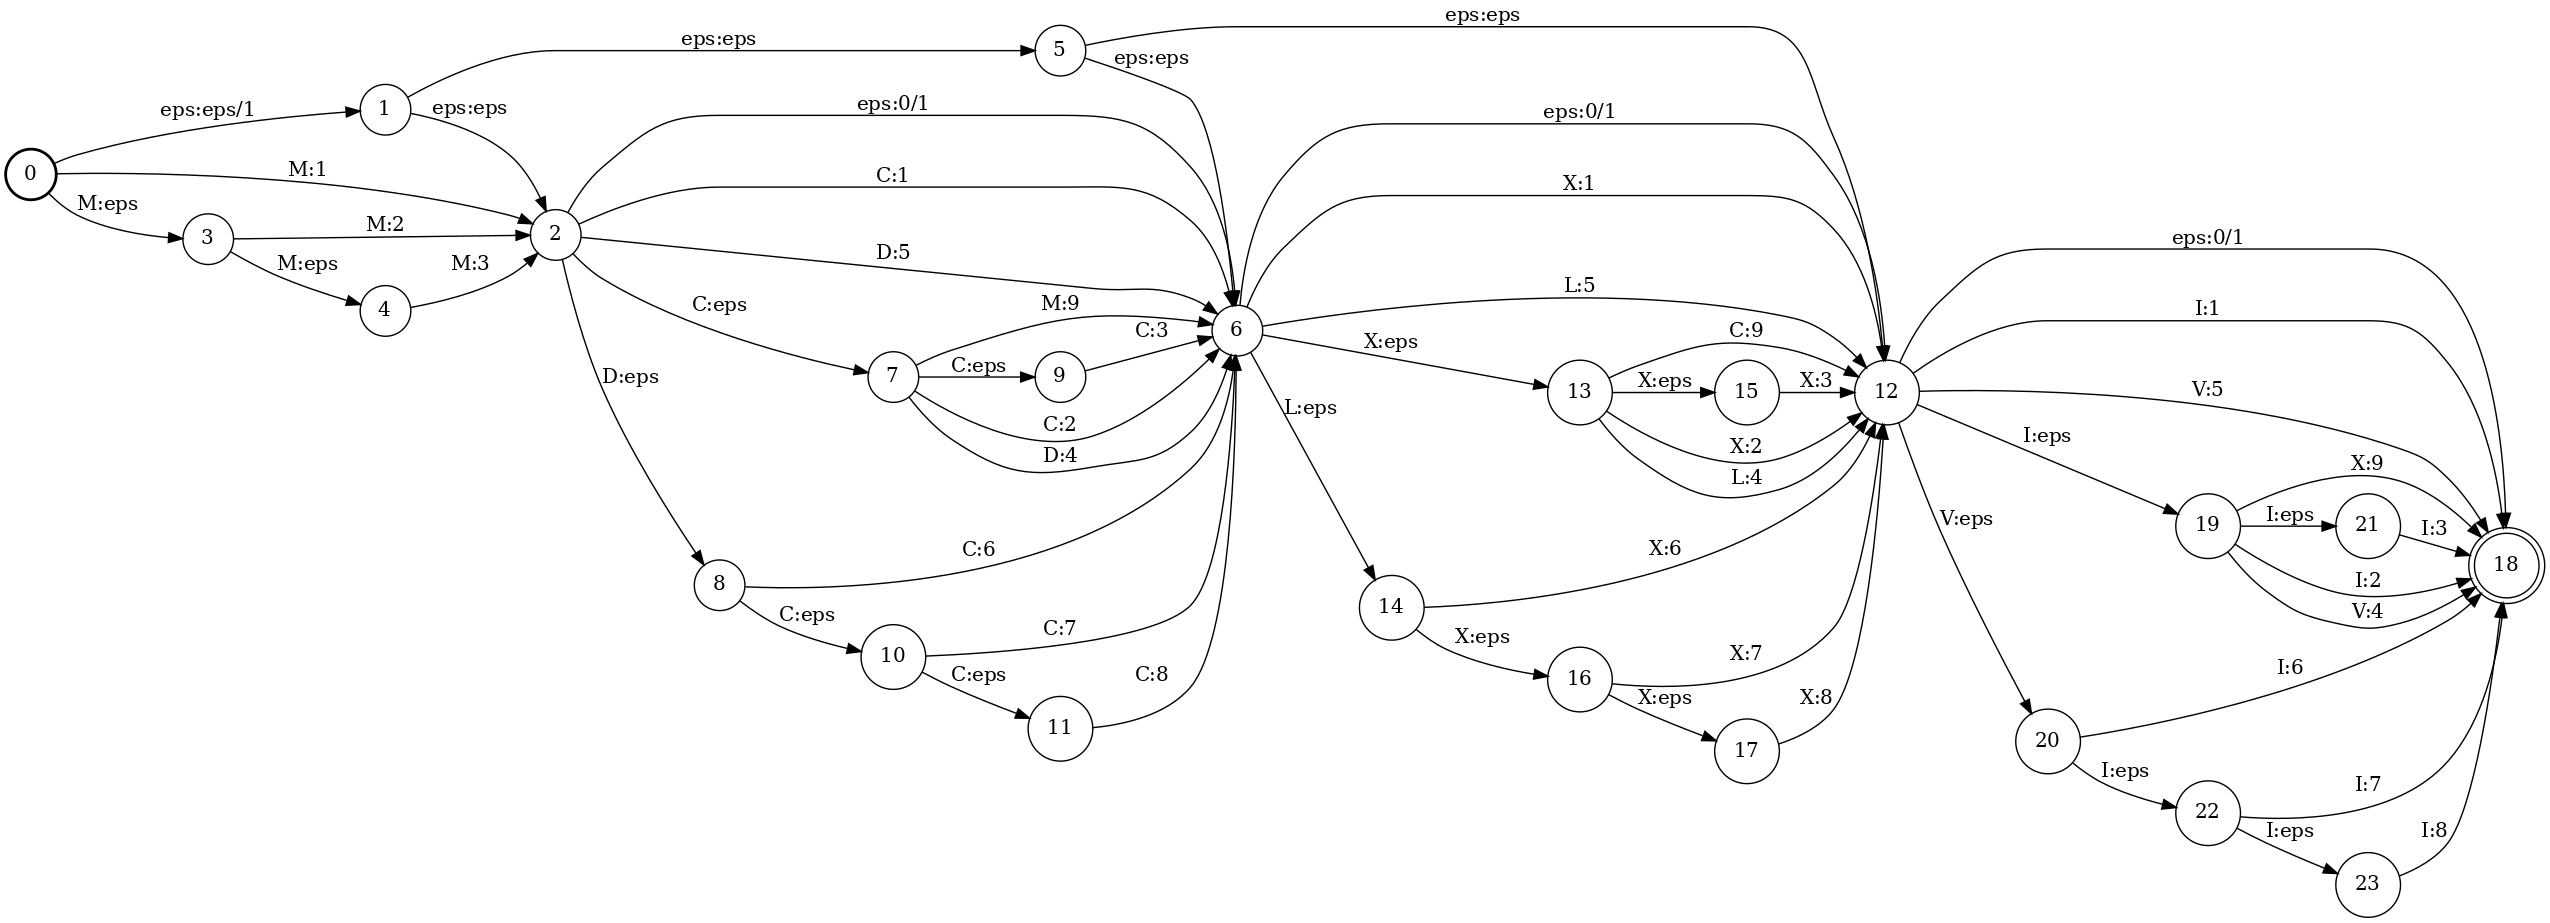 eps:eps
5
eps:eps
eps:eps
eps:eps/1
1
eps:eps
eps:0/1
eps:0/1
0
M:1
C:1
X:1
M:eps
3
M:2
2
D:5
eps:0/1
M:eps
M:3
4
C:eps
M:9
C:3
6
L:5
I:1
7
C:eps
9
X:eps
C:9
D:eps
C:2
13
X:eps
15
X:3
12
V:5
D:4
L:eps
X:2
I:eps
L:4
X:9
V:eps
19
I:eps
21
I:3
C:6
X:6
18
8
I:2
C:eps
14
V:4
C:7
X:eps
10
C:eps
C:8
X:7
I:6
16
X:eps
X:8
11
17
20
I:eps
I:7
22
I:eps
I:8
23